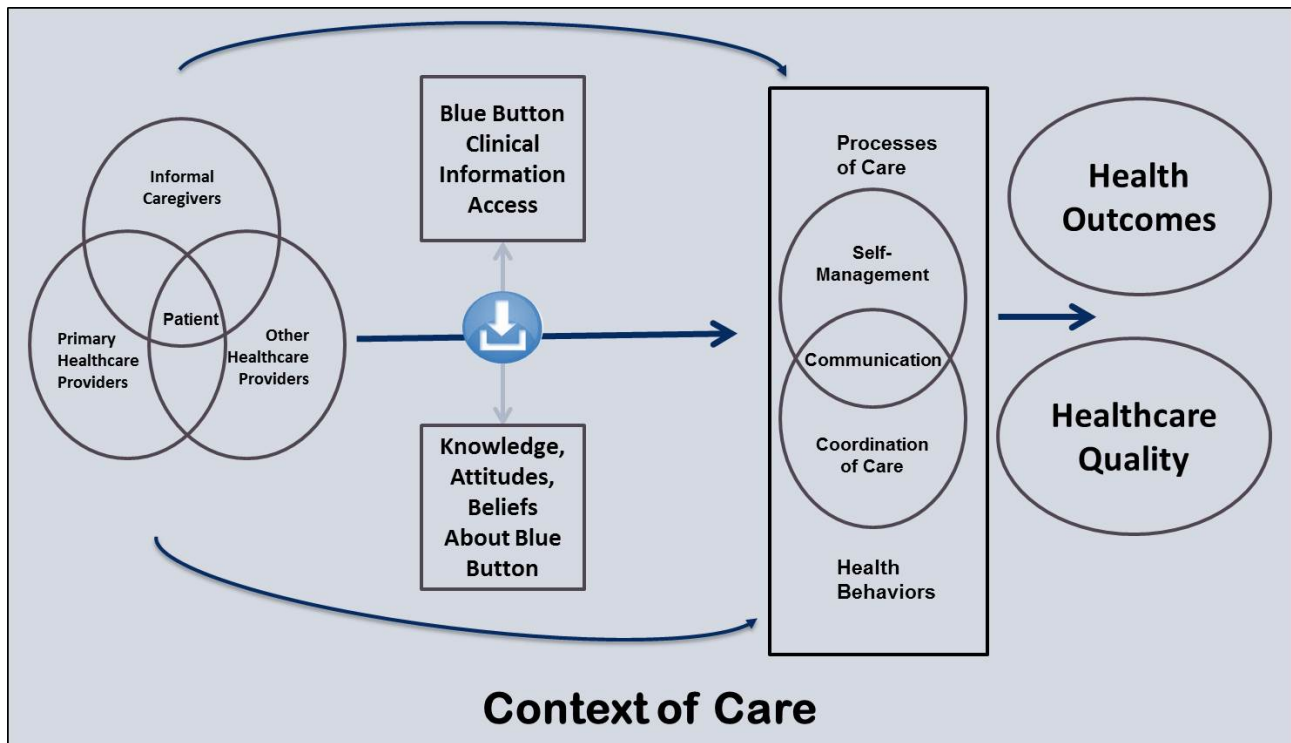 Informal
Caregivers
Primary
Healthcare
Providers
Patient
Other
Healthcare
Providers
Blue Button
Clinical
Information
Access
Knowledge,
Attitudes,
Beliefs
About Blue
Button
Processes
of Care
Self-
Management
Communication
Coordination
of Care
Health
Behaviors
Health
Outcomes
Healthcare
Quality
Context of Care